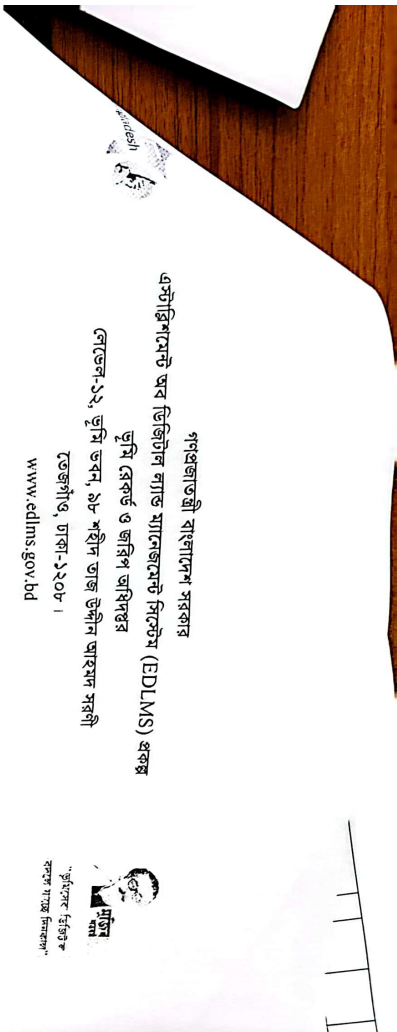 গণপ্রজাতন্ত্রী বাংলাদেশ সরকার
এস্টাব্লিশমেন্ট অব ডিজিটাল ল্যান্ড ম্যানেজমেন্ট সিস্টেম (EDLMS) প্রকল্প
ভূমি রেকর্ড ও জরিপ অধিদপ্তর
লেভেল-১২, ভূমি ভবন, ৯৮ শহীদ তাজ উদ্দীন আহমদ সরণী
তেজগাঁও, ঢাকা-১২০৮ ।
www.edlms.gov.bd